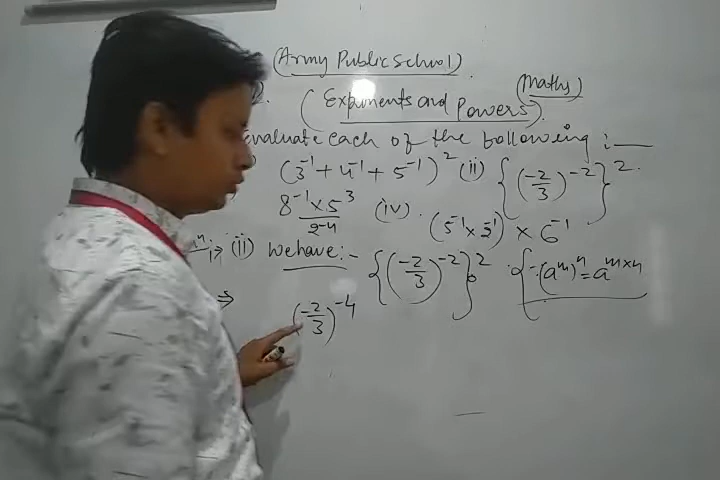 (Army Public School)
(Maths)
2. (Exponents and Powers).
Evaluate each of the following :—
(3⁻¹ + 4⁻¹ + 5⁻¹)² (ii) {(-2/3)⁻²}².
8⁻¹ × 5³ / 2⁻⁴ (iv). (5⁻¹ × 2⁻¹) × 6⁻¹
(ii) We have:- {(-2/3)⁻²}² {∵ (aᵐ)ⁿ = aᵐˣⁿ
⇒ (-2/3)⁻⁴